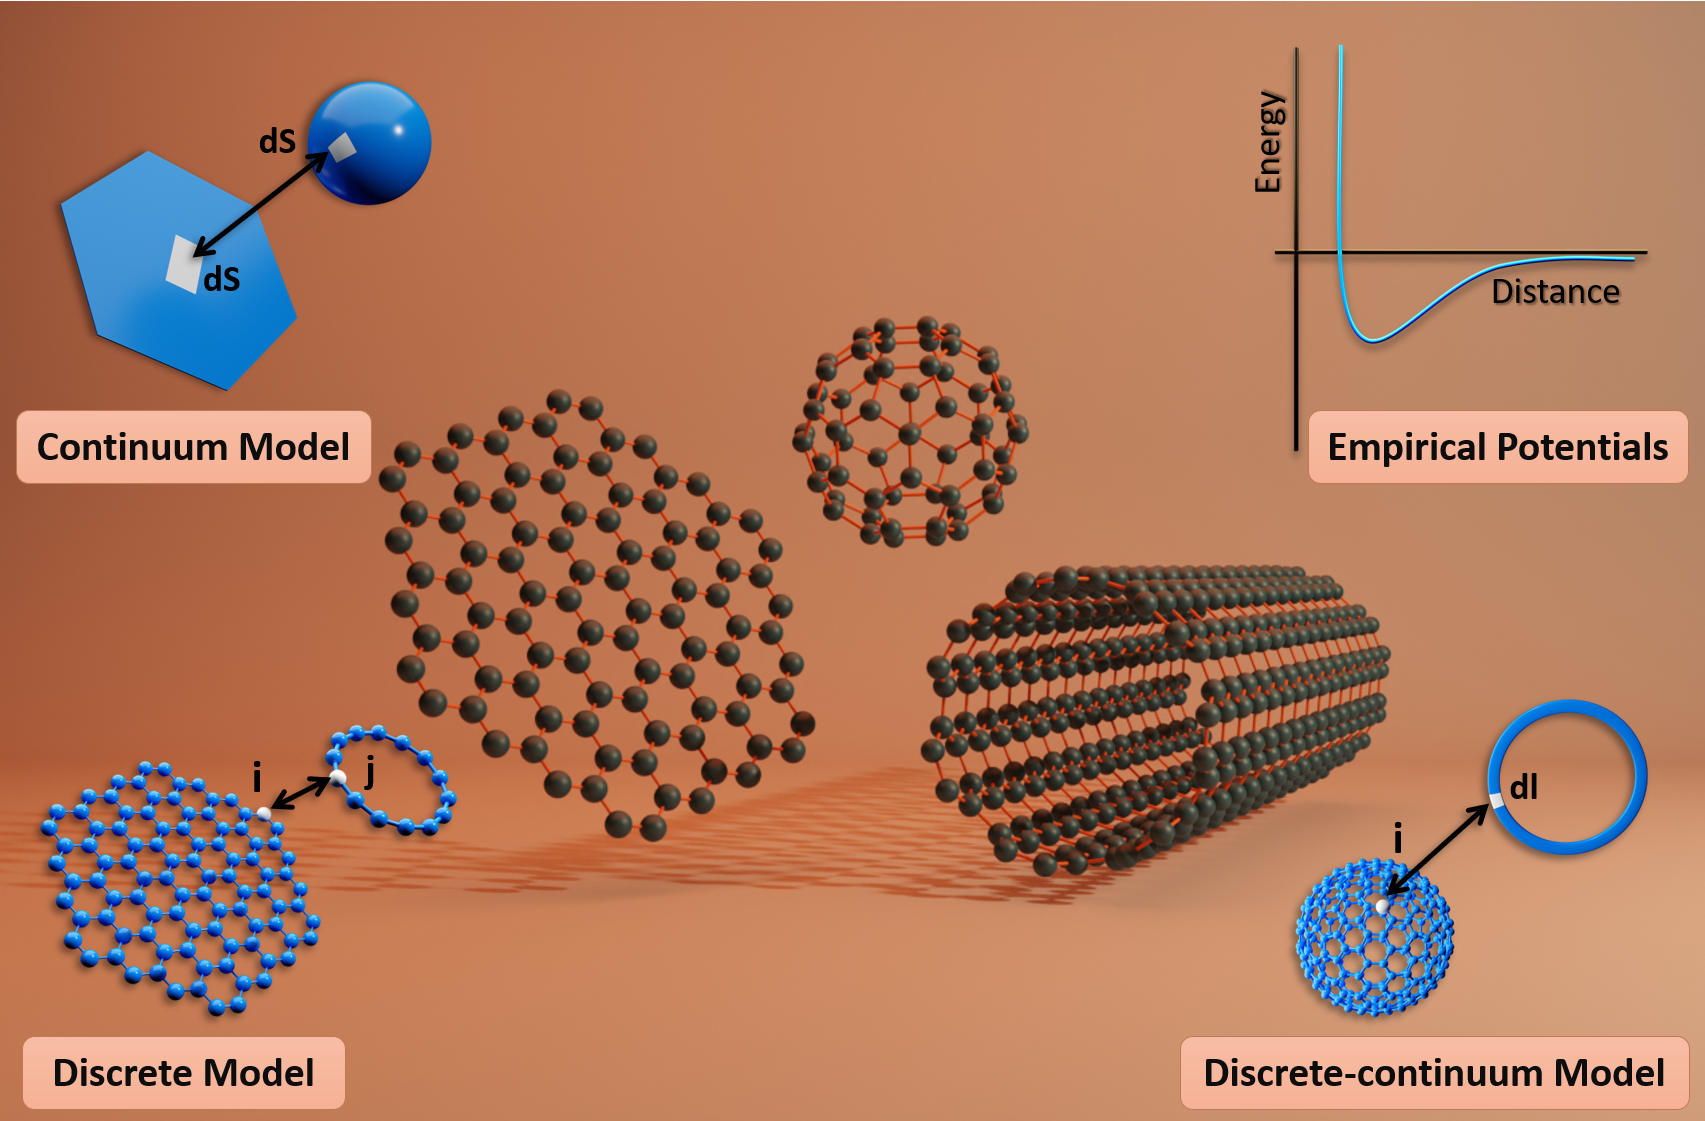 dS
dS
Continuum Model
Energy
Distance
Empirical Potentials
i
j
Discrete Model
dl
i
Discrete-continuum Model